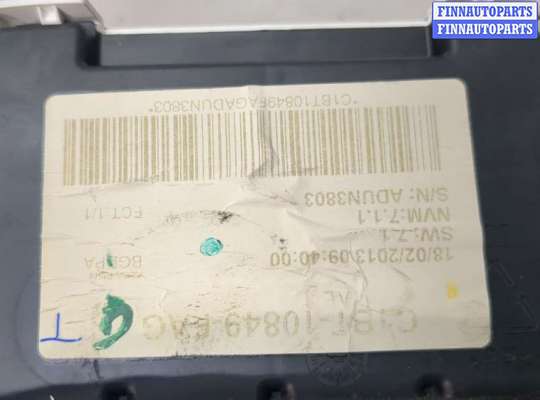 FINNAUTOPARTS
FINNAUTOPARTS
C1BT-10849-EAG
18/02/2013 09:40:00
SW:7.1
NVM:7.1.1
FCT.1/1
S/N: ADUN3803
*C1BT10849EAGADUN3803*
T